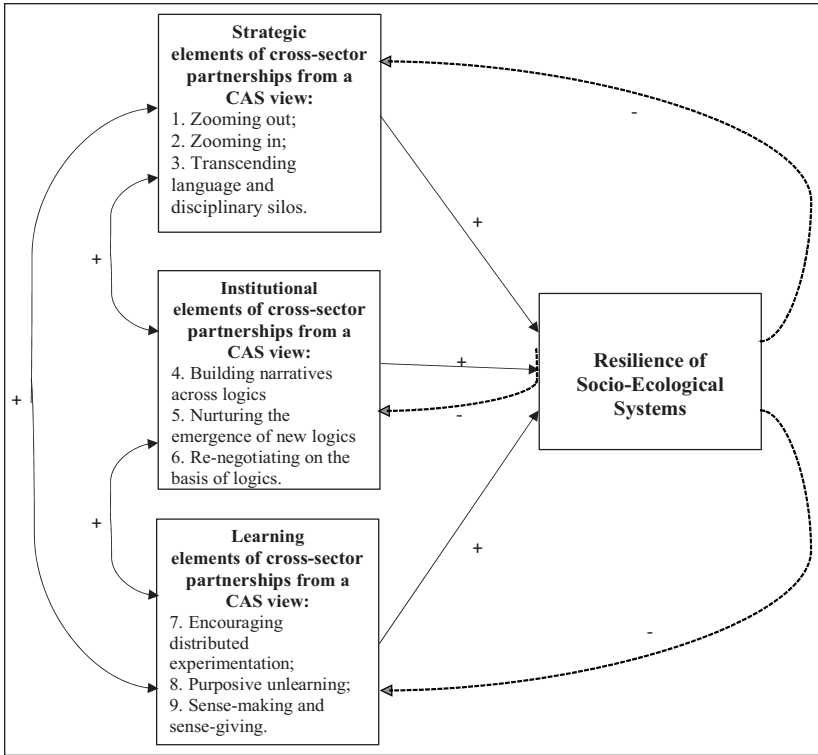 Strategic
elements of cross-sector
partnerships from a
CAS view:
1. Zooming out;
2. Zooming in;
3. Transcending
language and
disciplinary silos.
-
+
+
Institutional
elements of cross-sector
partnerships from a
CAS view:
4. Building narratives
across logics
5. Nurturing the
emergence of new logics
6. Re-negotiating on the
basis of logics.
+
-
Resilience of
Socio-Ecological
Systems
+
+
Learning
elements of cross-sector
partnerships from a
CAS view:
7. Encouraging
distributed
experimentation;
8. Purposive unlearning;
9. Sense-making and
sense-giving.
+
-